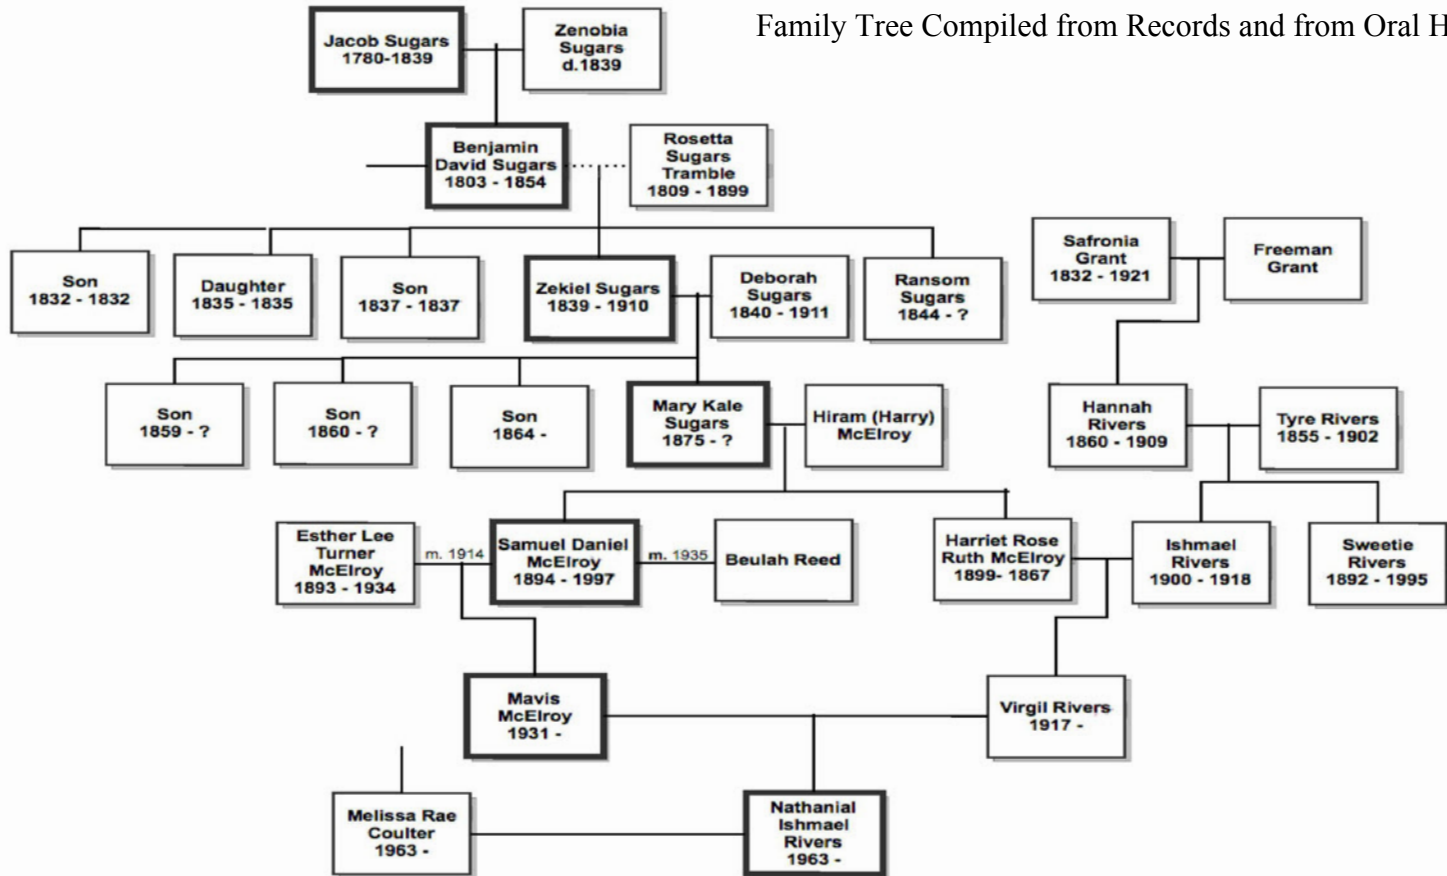 Family Tree Compiled from Records and from Oral H
Jacob Sugars
1780-1839
Zenobia
Sugars
d.1839
Benjamin
David Sugars
1803 - 1854
Rosetta
Sugars
Tramble
1809 - 1899
Son
1832 - 1832
Daughter
1835 - 1835
Son
1837 - 1837
Zekiel Sugars
1839 - 1910
Deborah
Sugars
1840 - 1911
Ransom
Sugars
1844 - ?
Safronia
Grant
1832 - 1921
Freeman
Grant
Son
1859 - ?
Son
1860 - ?
Son
1864 -
Mary Kale
Sugars
1875 - ?
Hiram (Harry)
McElroy
Hannah
Rivers
1860 - 1909
Tyre Rivers
1855 - 1902
Esther Lee
Turner
McElroy
1893 - 1934
m. 1914
Samuel Daniel
McElroy
1894 - 1997
m. 1935
Beulah Reed
Harriet Rose
Ruth McElroy
1899- 1867
Ishmael
Rivers
1900 - 1918
Sweetie
Rivers
1892 - 1995
Mavis
McElroy
1931 -
Virgil Rivers
1917 -
Melissa Rae
Coulter
1963 -
Nathanial
Ishmael
Rivers
1963 -